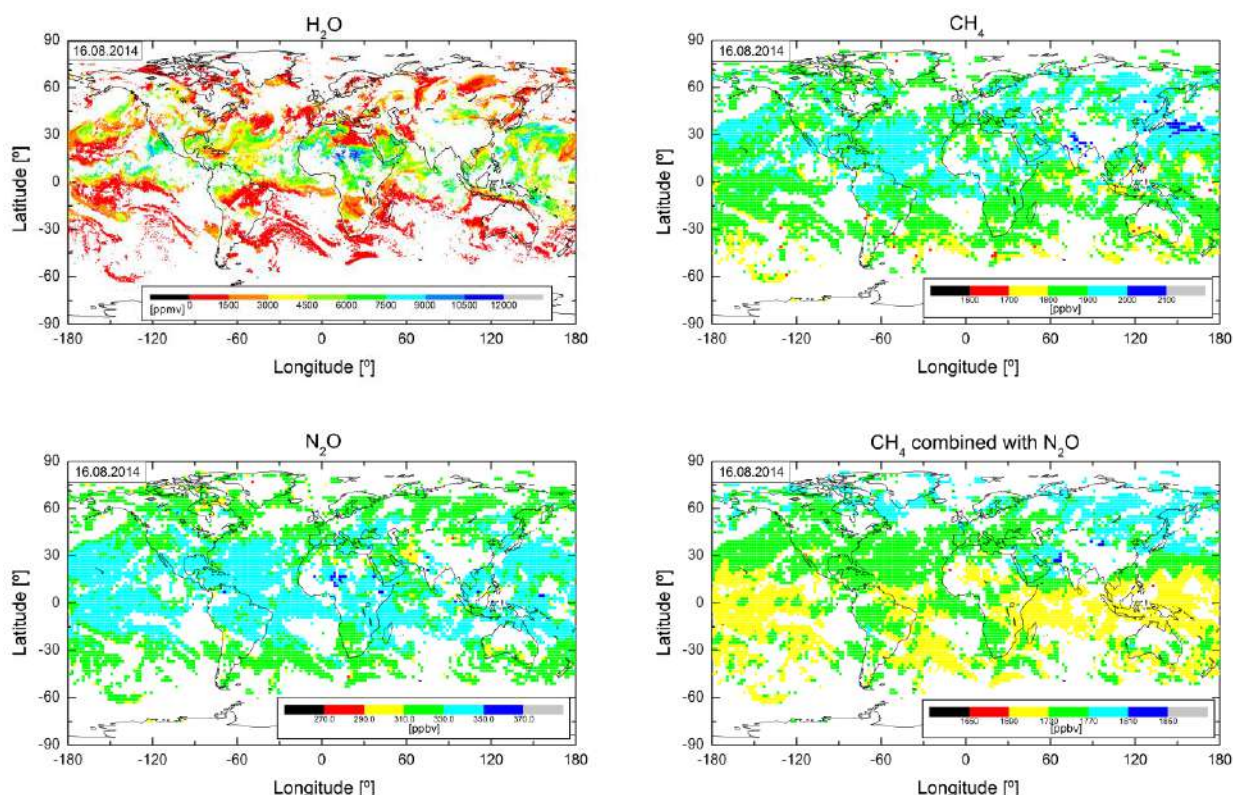 H₂O
16.08.2014
90
60
30
0
-30
-60
-90
Latitude [º]
0 1500 3000 4500 6000 7500 9000 10500 12000
[ppmv]
-180 -120 -60 0 60 120 180
Longitude [º]
CH₄
16.08.2014
90
60
30
0
-30
-60
-90
Latitude [º]
1600 1700 1800 1900 2000 2100
[ppbv]
-180 -120 -60 0 60 120 180
Longitude [º]
N₂O
16.08.2014
90
60
30
0
-30
-60
-90
Latitude [º]
270.0 290.0 310.0 330.0 350.0 370.0
[ppbv]
-180 -120 -60 0 60 120 180
Longitude [º]
CH₄ combined with N₂O
16.08.2014
90
60
30
0
-30
-60
-90
Latitude [º]
1650 1690 1730 1770 1810 1850
[ppbv]
-180 -120 -60 0 60 120 180
Longitude [º]